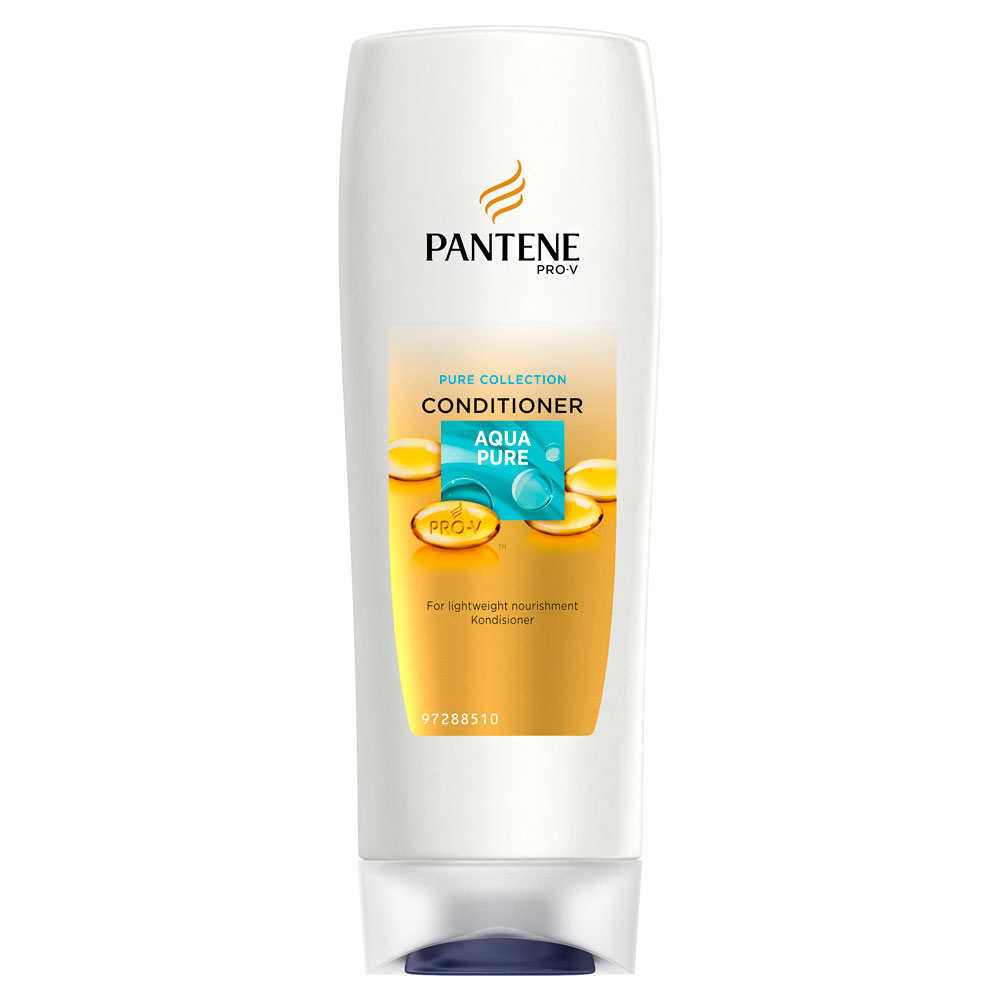 PANTENE
PRO-V
PURE COLLECTION
CONDITIONER
AQUA
PURE
PRO-V
™
For lightweight nourishment
Kondisioner
97288510